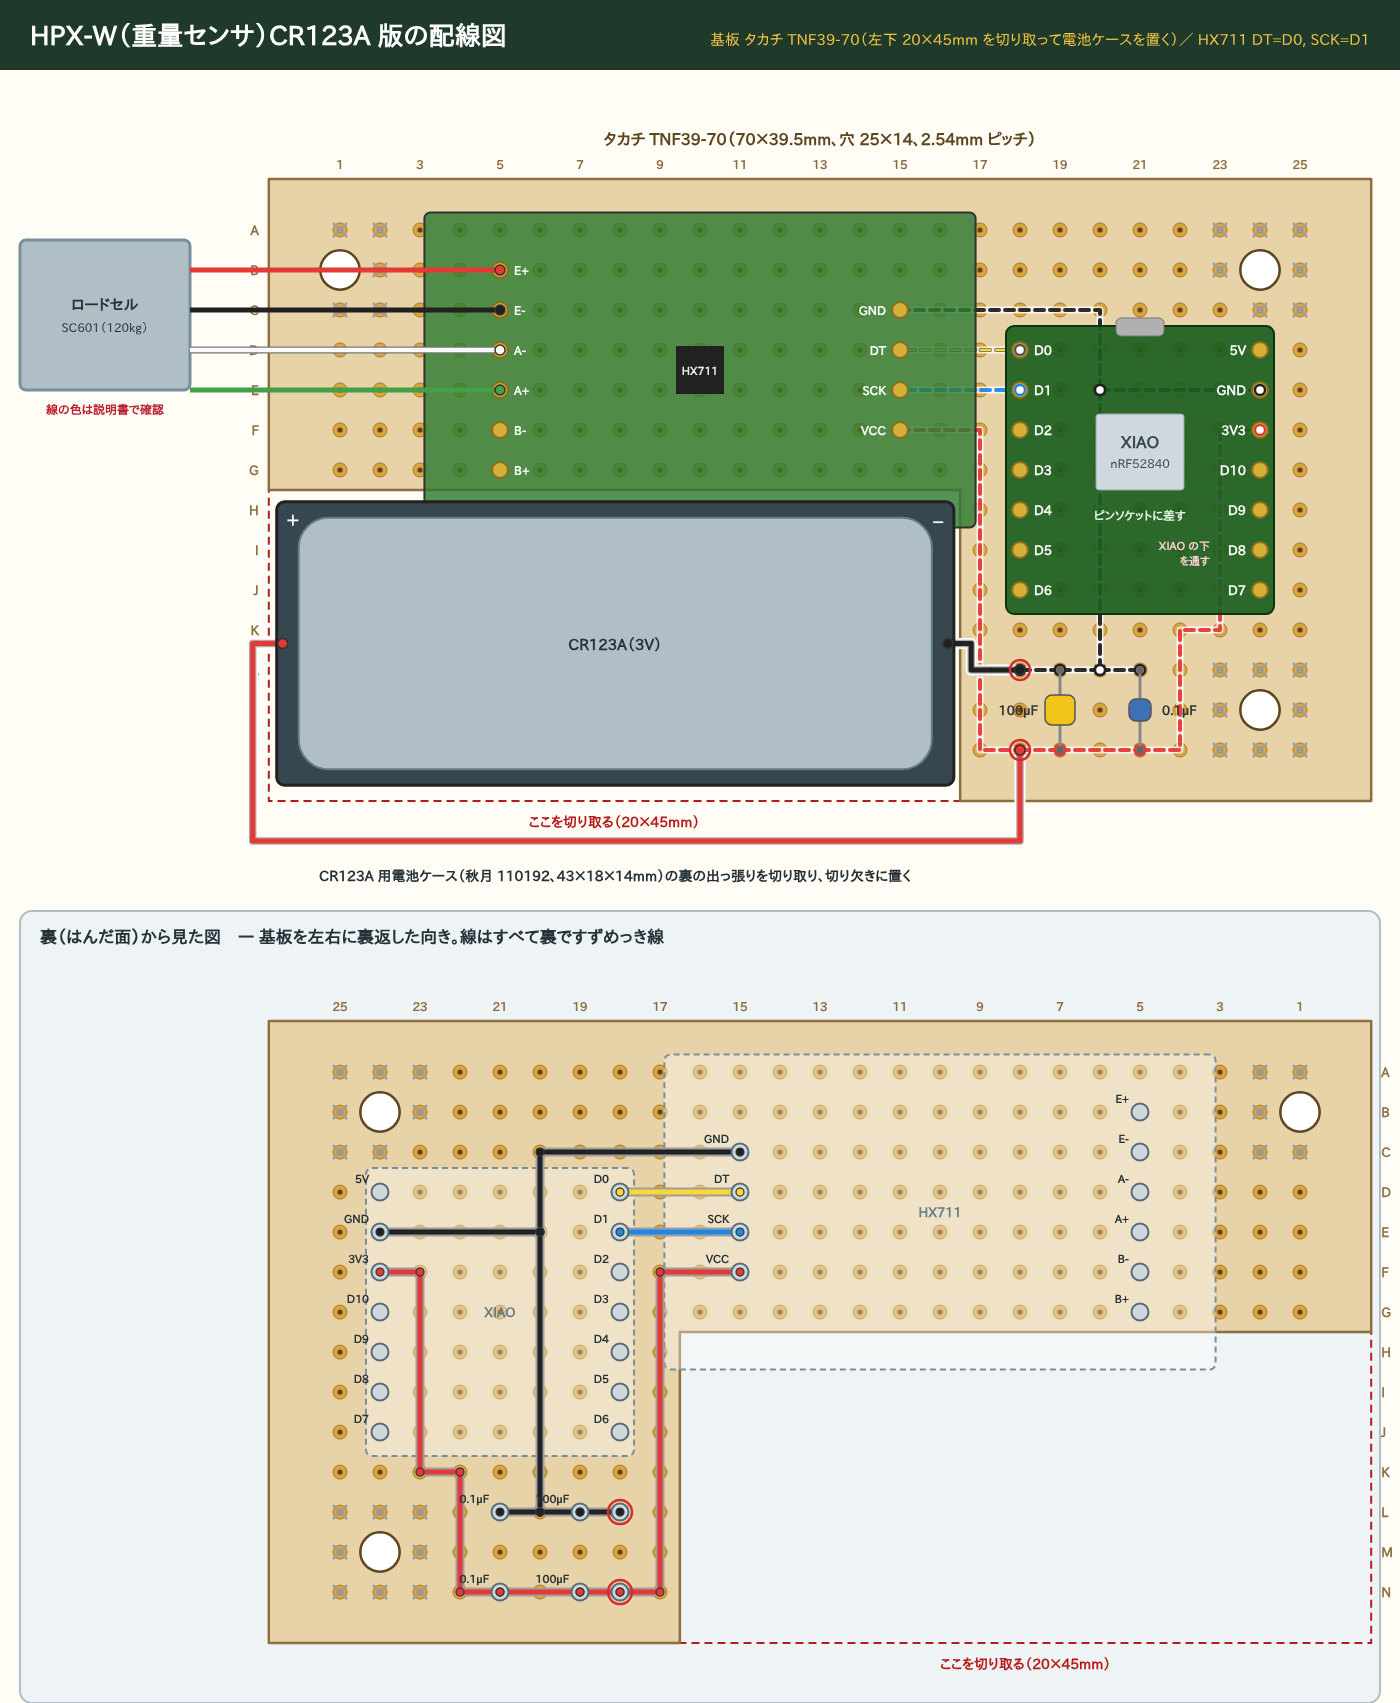 HPX-W（重量センサ）CR123A 版の配線図
基板 タカチ TNF39-70（左下 20×45mm を切り取って電池ケースを置く）／ HX711 DT=D0, SCK=D1
タカチ TNF39-70（70×39.5mm、穴 25×14、2.54mm ピッチ）
1 3 5 7 9 11 13 15 17 19 21 23 25
A
B
C
D
E
F
G
H
I
J
K
ロードセル
SC601（120kg）
線の色は説明書で確認
E+
E-
A-
A+
B-
B+
HX711
GND
DT
SCK
VCC
D0
D1
D2
D3
D4
D5
D6
5V
GND
3V3
D10
D9
D8
D7
XIAO
nRF52840
ピンソケットに差す
XIAO の下
を通す
+
−
CR123A（3V）
100µF
0.1µF
ここを切り取る（20×45mm）
CR123A 用電池ケース（秋月 110192、43×18×14mm）の裏の出っ張りを切り取り、切り欠きに置く
裏（はんだ面）から見た図　— 基板を左右に裏返した向き。線はすべて裏ですずめっき線
25 23 21 19 17 15 13 11 9 7 5 3 1
A
B
C
D
E
F
G
H
I
J
K
L
M
N
5V
GND
3V3
D10
D9
D8
D7
XIAO
D0
D1
D2
D3
D4
D5
D6
GND
DT
SCK
VCC
HX711
E+
E-
A-
A+
B-
B+
0.1µF
100µF
0.1µF
100µF
ここを切り取る（20×45mm）